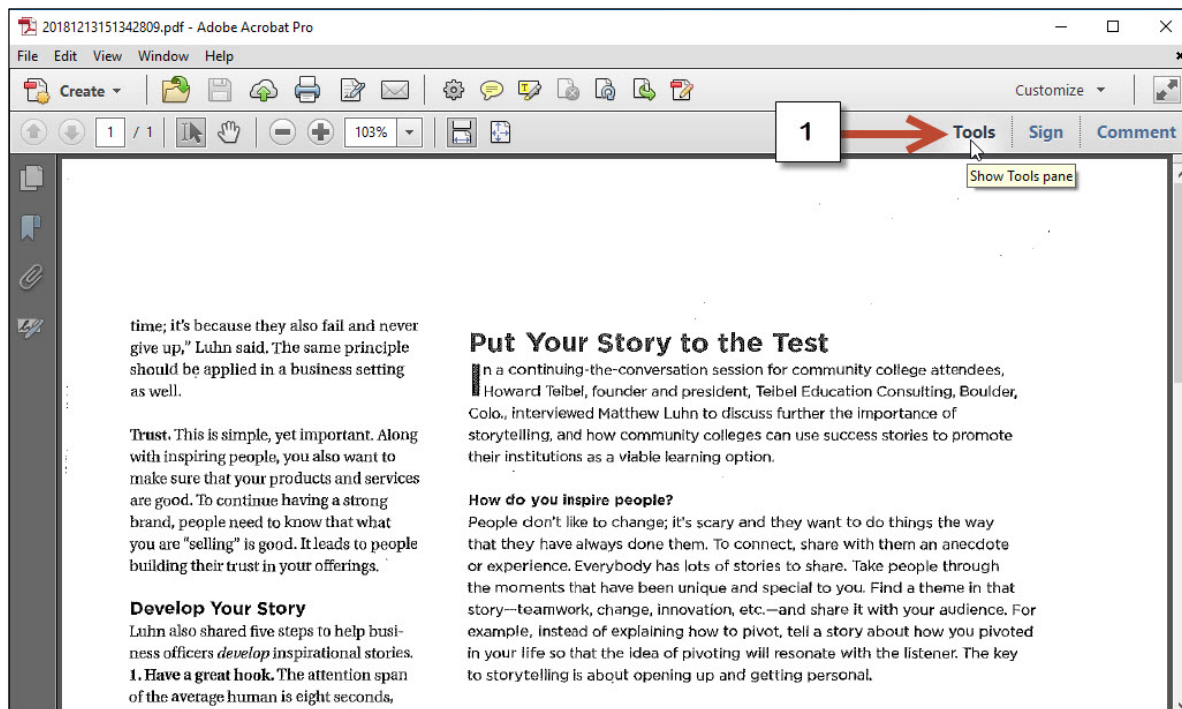 20181213151342809.pdf - Adobe Acrobat Pro
File Edit View Window Help
Create Customize
1 / 1 103% Tools Sign Comment
1
Show Tools pane
time; it's because they also fail and never
give up,” Luhn said. The same principle
should be applied in a business setting
as well.
Trust. This is simple, yet important. Along
with inspiring people, you also want to
make sure that your products and services
are good. To continue having a strong
brand, people need to know that what
you are “selling” is good. It leads to people
building their trust in your offerings.
Develop Your Story
Luhn also shared five steps to help busi-
ness officers develop inspirational stories.
1. Have a great hook. The attention span
of the average human is eight seconds,
Put Your Story to the Test
In a continuing-the-conversation session for community college attendees,
Howard Teibel, founder and president, Teibel Education Consulting, Boulder,
Colo., interviewed Matthew Luhn to discuss further the importance of
storytelling, and how community colleges can use success stories to promote
their institutions as a viable learning option.
How do you inspire people?
People don't like to change; it's scary and they want to do things the way
that they have always done them. To connect, share with them an anecdote
or experience. Everybody has lots of stories to share. Take people through
the moments that have been unique and special to you. Find a theme in that
story—teamwork, change, innovation, etc.—and share it with your audience. For
example, instead of explaining how to pivot, tell a story about how you pivoted
in your life so that the idea of pivoting will resonate with the listener. The key
to storytelling is about opening up and getting personal.